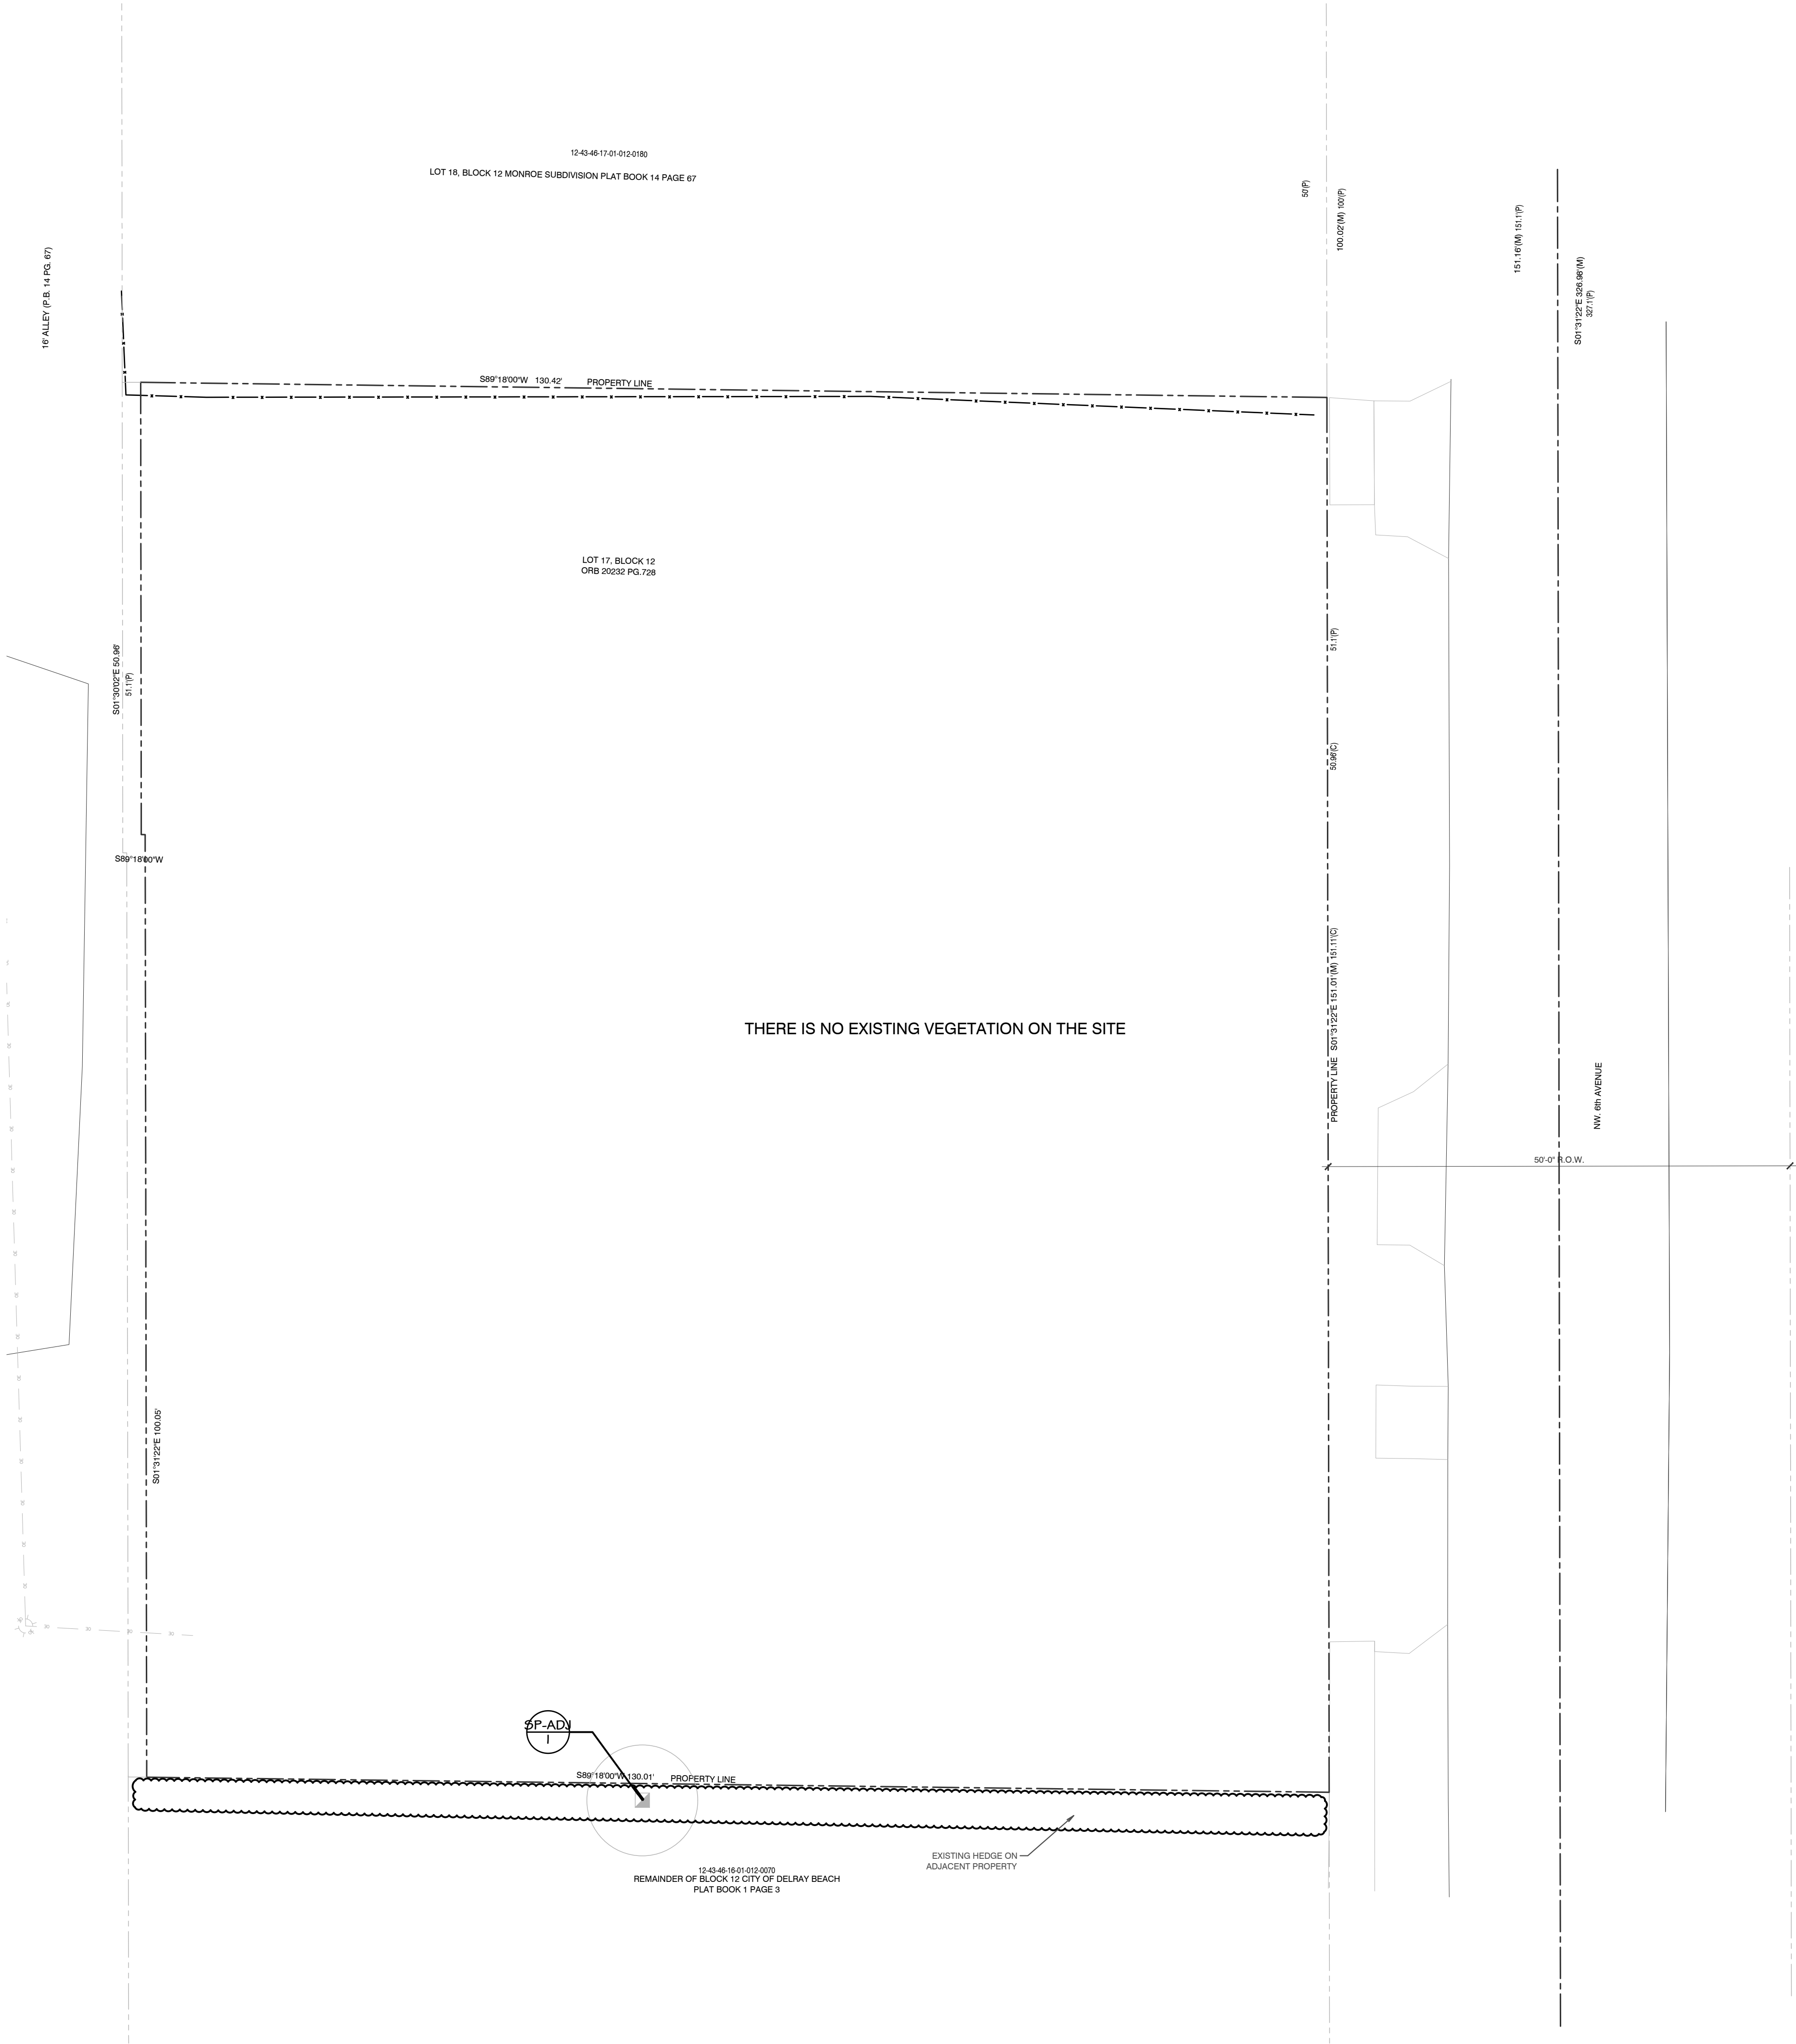 12-43-46-17-01-012-0180
LOT 18, BLOCK 12 MONROE SUBDIVISION PLAT BOOK 14 PAGE 67
50'(P)
100.02'(M) 100'(P)
151.16'(M) 151.1'(P)
S01°31'22"E 326.98'(M)
327.1'(P)
16' ALLEY (P.B. 14 PG. 67)
S89°18'00"W 130.42' PROPERTY LINE
LOT 17, BLOCK 12
ORB 20232 PG.728
S01°30'02"E 50.96'
51.1'(P)
51.1'(P)
50.96'(C)
S89°18'00"W
THERE IS NO EXISTING VEGETATION ON THE SITE
PROPERTY LINE S01°31'22"E 151.01'(M) 151.11'(C)
NW. 6th AVENUE
50'-0" R.O.W.
S01°31'22"E 100.05'
SP-ADJ
1
S89°18'00"W 130.01' PROPERTY LINE
EXISTING HEDGE ON
ADJACENT PROPERTY
12-43-46-16-01-012-0070
REMAINDER OF BLOCK 12 CITY OF DELRAY BEACH
PLAT BOOK 1 PAGE 3